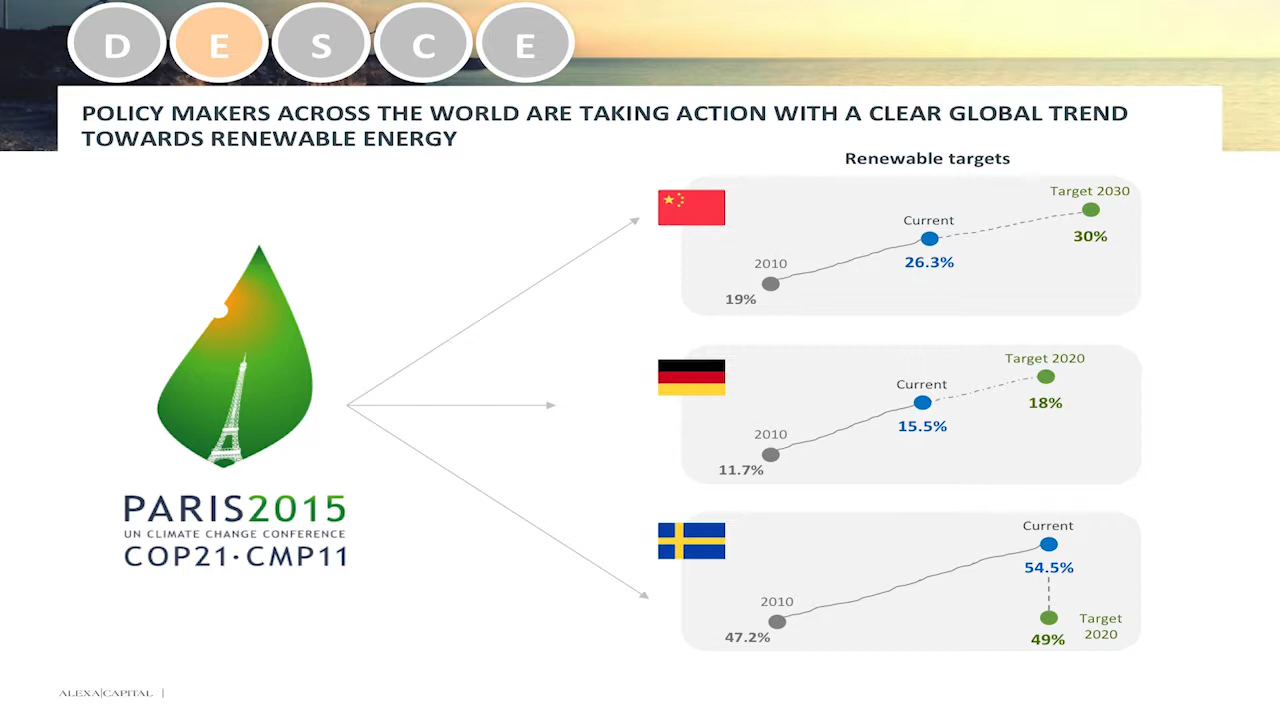 D E S C E
POLICY MAKERS ACROSS THE WORLD ARE TAKING ACTION WITH A CLEAR GLOBAL TREND
TOWARDS RENEWABLE ENERGY
Renewable targets
Target 2030
Current
30%
2010
26.3%
19%
Target 2020
Current
18%
15.5%
2010
11.7%
Current
54.5%
2010
Target
2020
47.2%
49%
PARIS2015
UN CLIMATE CHANGE CONFERENCE
COP21·CMP11
ALEXA|CAPITAL |